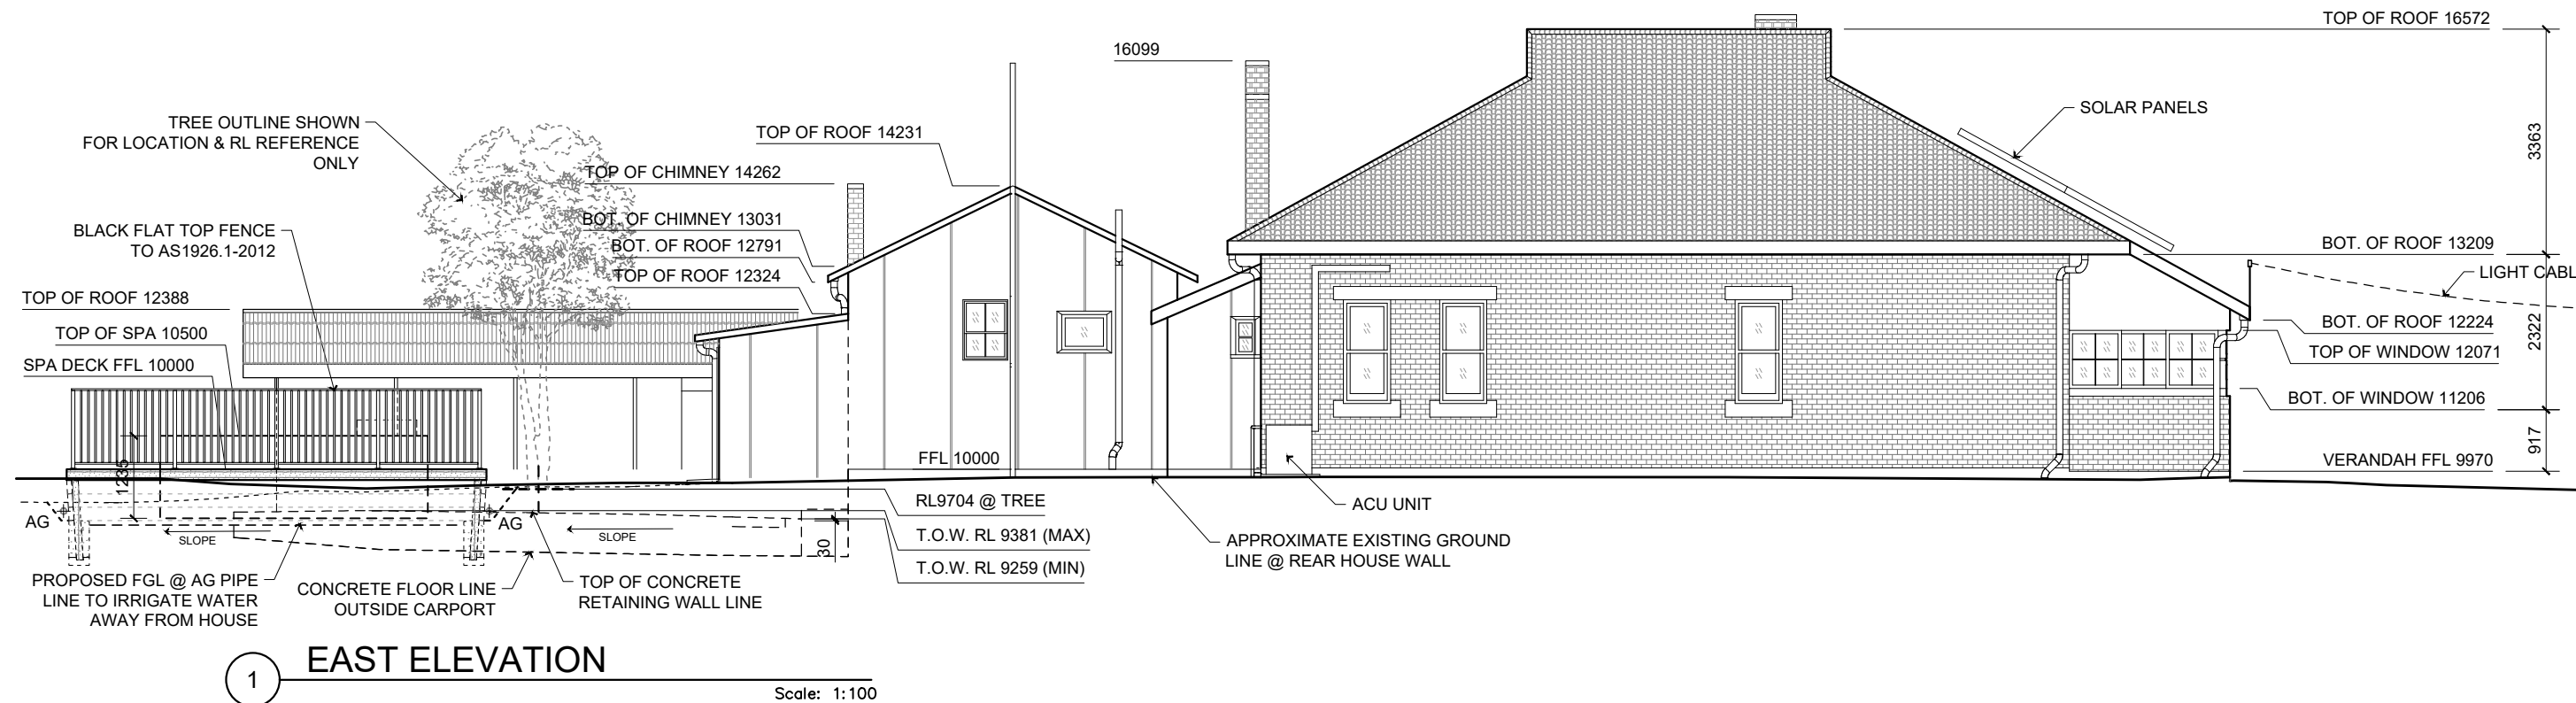 TOP OF ROOF 16572
16099
SOLAR PANELS
TREE OUTLINE SHOWN
FOR LOCATION & RL REFERENCE
ONLY
TOP OF ROOF 14231
3363
TOP OF CHIMNEY 14262
BOT. OF CHIMNEY 13031
BLACK FLAT TOP FENCE
TO AS1926.1-2012
BOT. OF ROOF 12791
BOT. OF ROOF 13209
TOP OF ROOF 12324
LIGHT CABL
TOP OF ROOF 12388
TOP OF SPA 10500
BOT. OF ROOF 12224
2322
TOP OF WINDOW 12071
SPA DECK FFL 10000
BOT. OF WINDOW 11206
917
FFL 10000
VERANDAH FFL 9970
1235
RL9704 @ TREE
ACU UNIT
AG
AG
SLOPE
SLOPE
T.O.W. RL 9381 (MAX)
30
T.O.W. RL 9259 (MIN)
APPROXIMATE EXISTING GROUND
LINE @ REAR HOUSE WALL
PROPOSED FGL @ AG PIPE
LINE TO IRRIGATE WATER
AWAY FROM HOUSE
CONCRETE FLOOR LINE
OUTSIDE CARPORT
TOP OF CONCRETE
RETAINING WALL LINE
1
EAST ELEVATION
Scale: 1:100